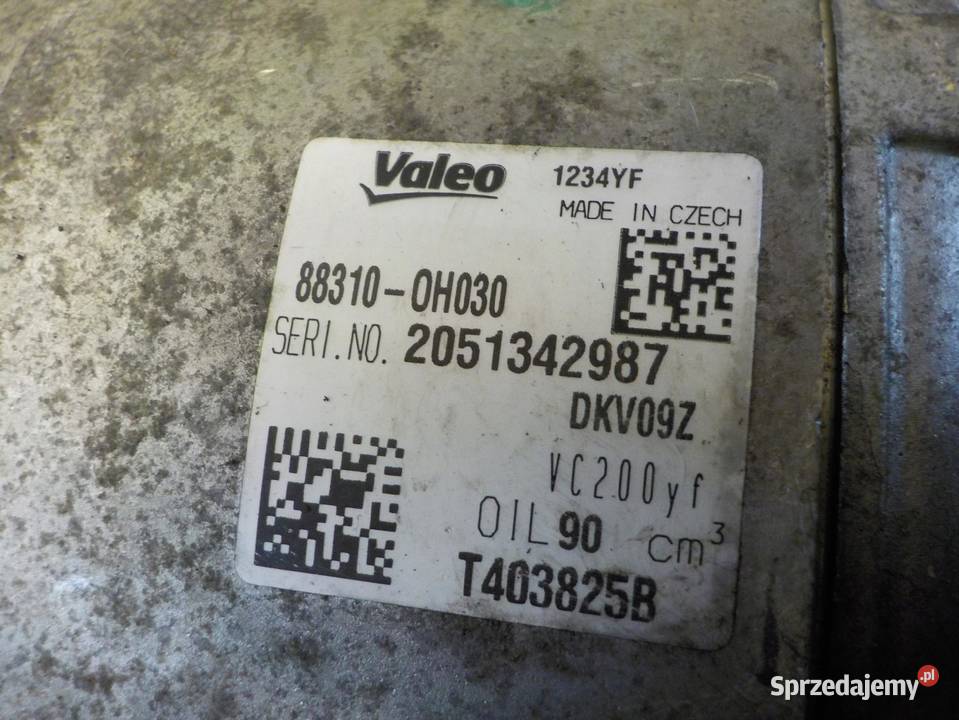 Valeo 1234YF
MADE IN CZECH
88310-0H030
SERI.NO. 2051342987
DKV09Z
VC200yf
OIL 90 cm³
T403825B
Sprzedajemy.pl